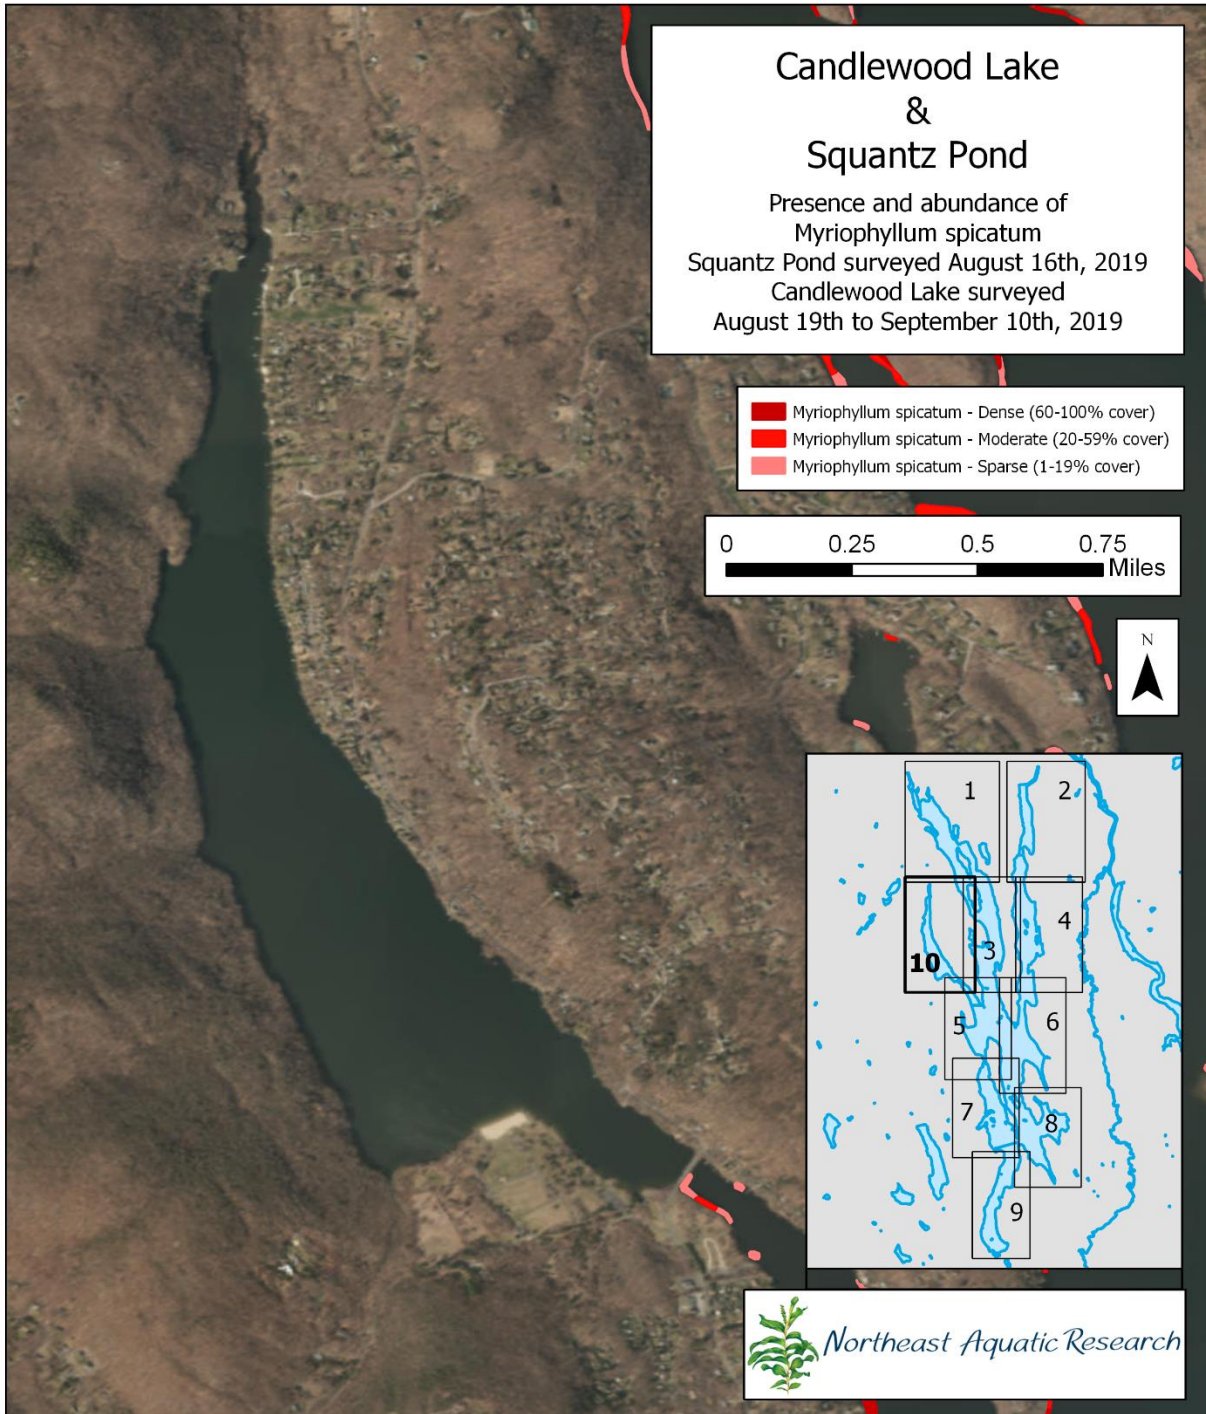 Candlewood Lake
&
Squantz Pond
Presence and abundance of
Myriophyllum spicatum
Squantz Pond surveyed August 16th, 2019
Candlewood Lake surveyed
August 19th to September 10th, 2019
Myriophyllum spicatum - Dense (60-100% cover)
Myriophyllum spicatum - Moderate (20-59% cover)
Myriophyllum spicatum - Sparse (1-19% cover)
0 0.25 0.5 0.75
Miles
N
1 2
3 4
10
5 6
7 8
9
Northeast Aquatic Research